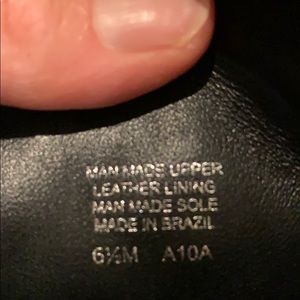 MAN MADE UPPER
LEATHER LINING
MAN MADE SOLE
MADE IN BRAZIL
6½M A10A